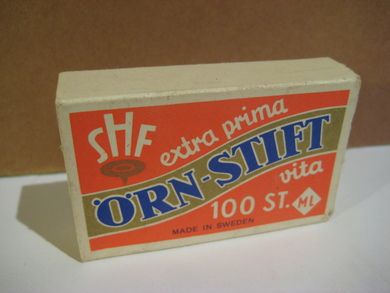 SHF
extra prima
ÖRN-STIFT
vita
100 ST.
ML
MADE IN SWEDEN